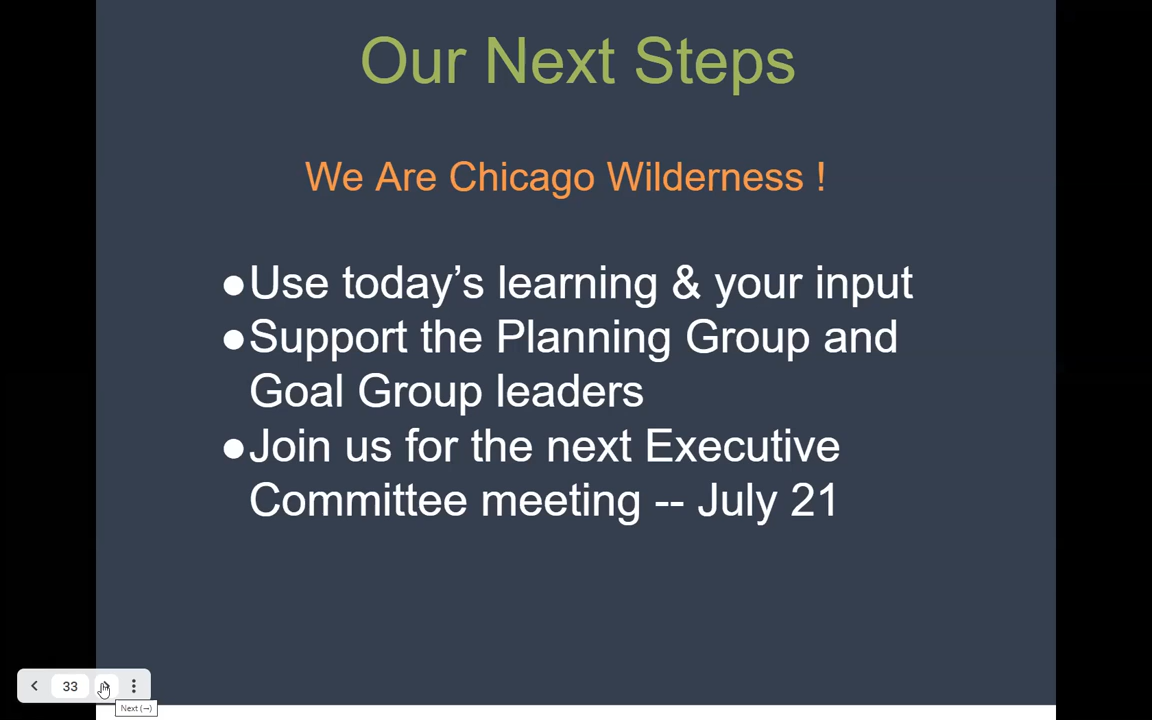 Our Next Steps
We Are Chicago Wilderness !
●Use today’s learning & your input
●Support the Planning Group and
Goal Group leaders
●Join us for the next Executive
Committee meeting -- July 21
33
Next (→)